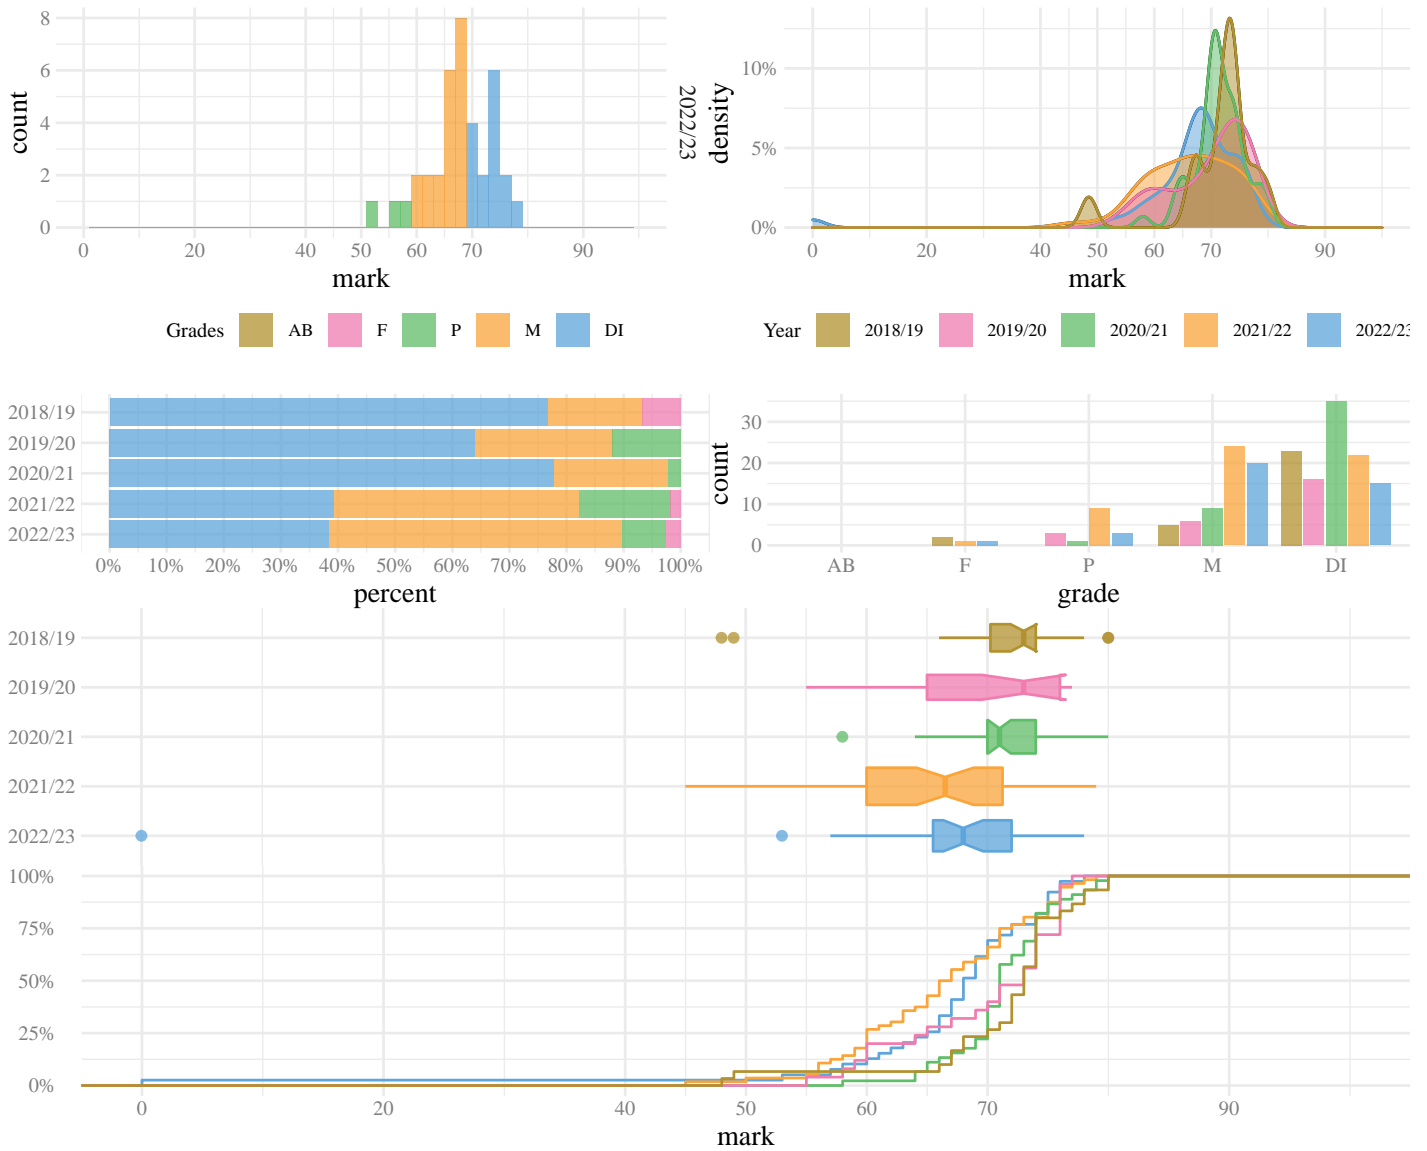 8
6
4
2
0
count
0 20 40 50 60 70 90
mark
2022/23
Grades AB F P M DI
density
10%
5%
0%
0 20 40 50 60 70 90
mark
Year 2018/19 2019/20 2020/21 2021/22 2022/23
2018/19
2019/20
2020/21
2021/22
2022/23
0% 10% 20% 30% 40% 50% 60% 70% 80% 90% 100%
percent
count
30
20
10
0
AB F P M DI
grade
2018/19
2019/20
2020/21
2021/22
2022/23
100%
75%
50%
25%
0%
0 20 40 50 60 70 90
mark